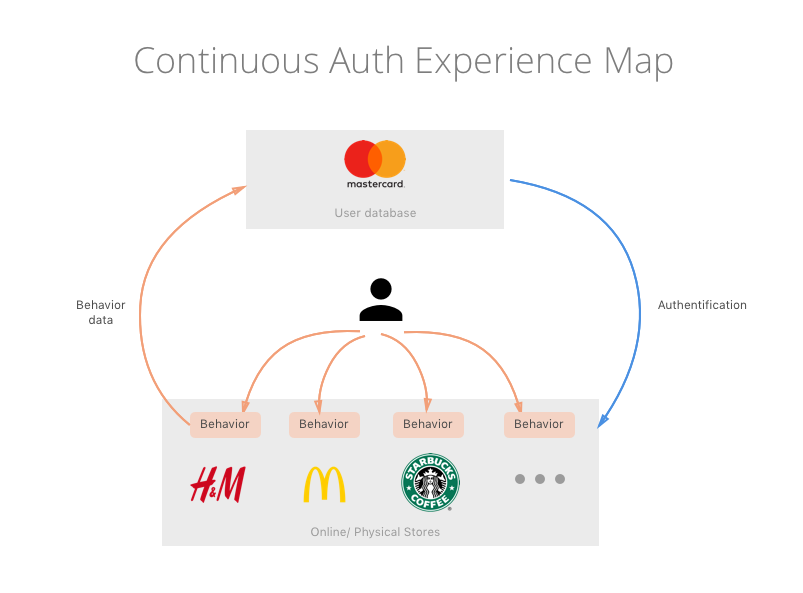 Continuous Auth Experience Map
mastercard.
User database
Behavior
data
Authentification
Behavior
Behavior
Behavior
Behavior
H&M
STARBUCKS
COFFEE
Online/ Physical Stores